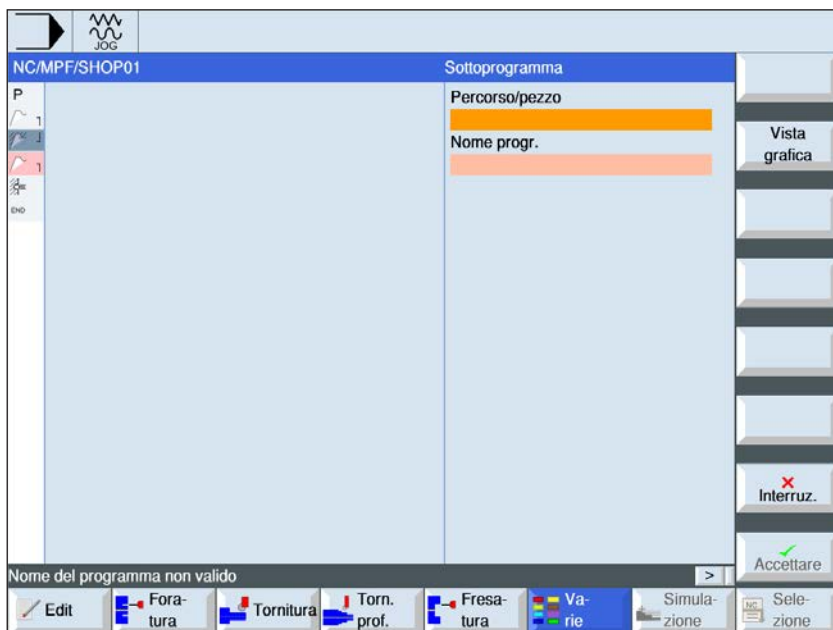 JOG
NC/MPF/SHOP01
Sottoprogramma
P
Percorso/pezzo
Nome progr.
END
Vista
grafica
Interruz.
Accettare
Nome del programma non valido
>
Edit
Fora-
tura
Tornitura
Torn.
prof.
Fresa-
tura
Va-
rie
Simula-
zione
NC
Sele-
zione